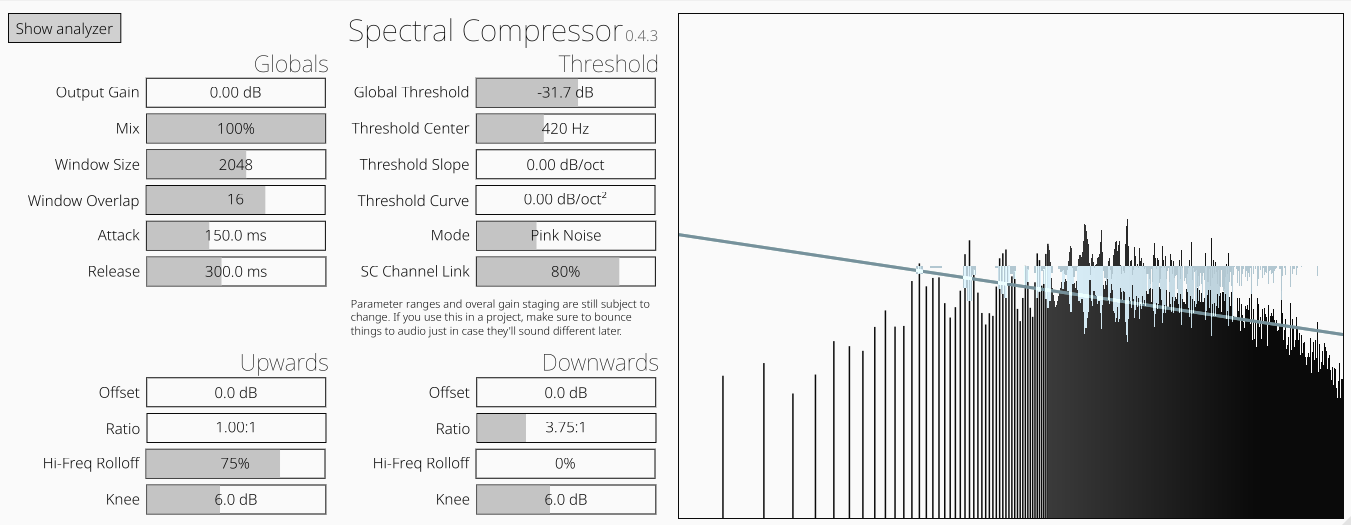 Show analyzer
Spectral Compressor 0.4.3
Globals
Output Gain 0.00 dB
Mix 100%
Window Size 2048
Window Overlap 16
Attack 150.0 ms
Release 300.0 ms
Threshold
Global Threshold -31.7 dB
Threshold Center 420 Hz
Threshold Slope 0.00 dB/oct
Threshold Curve 0.00 dB/oct²
Mode Pink Noise
SC Channel Link 80%
Parameter ranges and overal gain staging are still subject to
change. If you use this in a project, make sure to bounce
things to audio just in case they'll sound different later.
Upwards
Offset 0.0 dB
Ratio 1.00:1
Hi-Freq Rolloff 75%
Knee 6.0 dB
Downwards
Offset 0.0 dB
Ratio 3.75:1
Hi-Freq Rolloff 0%
Knee 6.0 dB